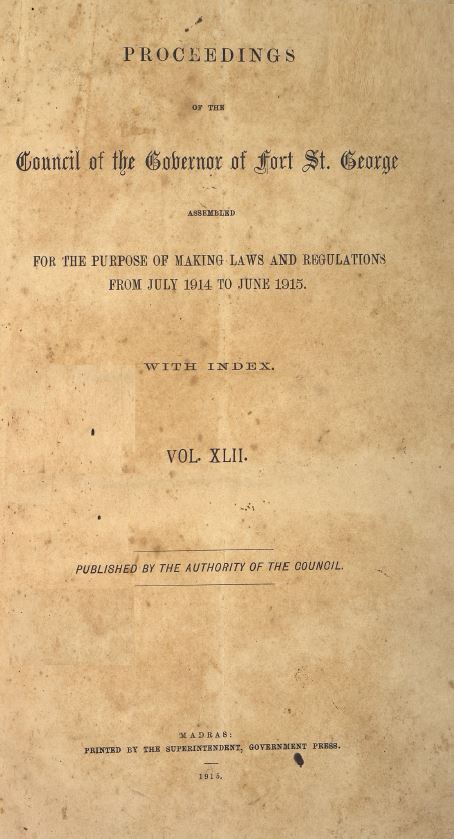 PROCEEDINGS
OF THE
Council of the Governor of Fort St. George
ASSEMBLED
FOR THE PURPOSE OF MAKING LAWS AND REGULATIONS
FROM JULY 1914 TO JUNE 1915.
WITH INDEX.
VOL. XLII.
PUBLISHED BY THE AUTHORITY OF THE COUNCIL.
MADRAS:
PRINTED BY THE SUPERINTENDENT, GOVERNMENT PRESS.
1915.